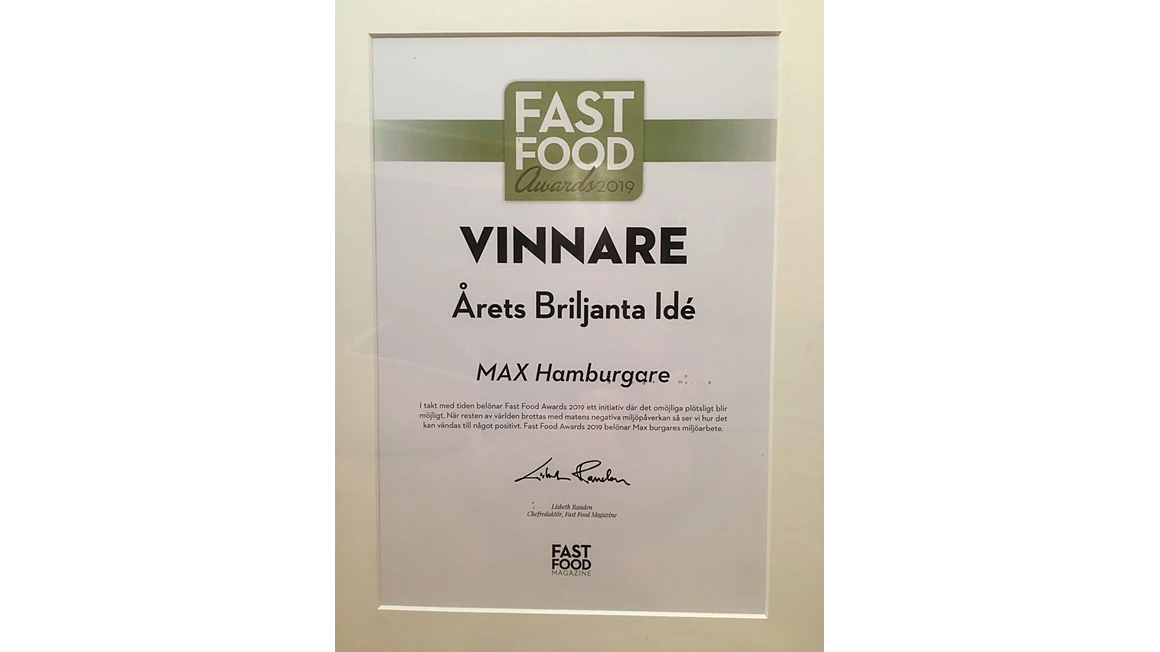 FAST
FOOD
Awards 2019
VINNARE
Årets Briljanta Idé
MAX Hamburgare
I takt med tiden belönar Fast Food Awards 2019 ett initiativ där det omöjliga plötsligt blir
möjligt. När resten av världen brottas med matens negativa miljöpåverkan så ser vi hur det
kan vändas till något positivt. Fast Food Awards 2019 belönar Max burgares miljöarbete.
Lisbeth Rauden
Chefredaktör, Fast Food Magazine
FAST
FOOD
MAGAZINE